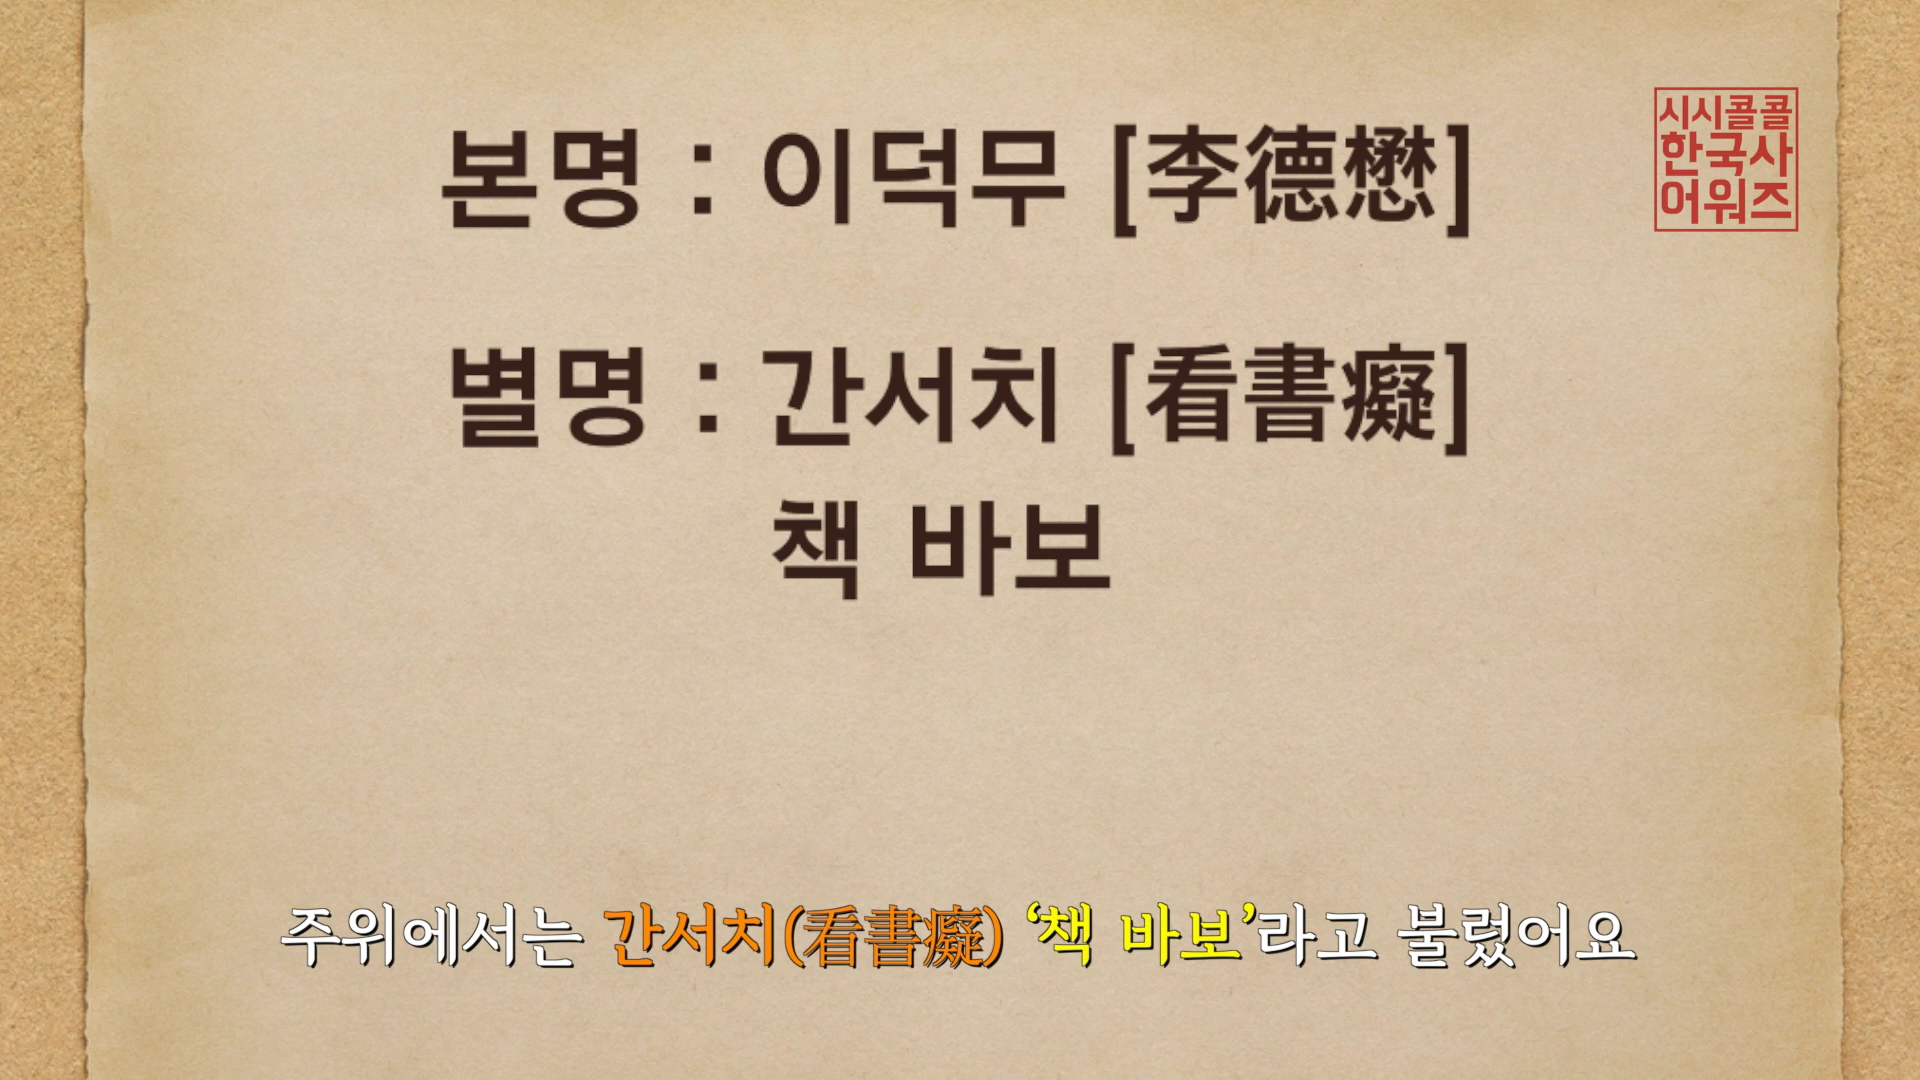 본명 : 이덕무 [李德懋]
시시콜콜
한국사
어워즈
별명 : 간서치 [看書癡]
책 바보
주위에서는 간서치(看書癡) ‘책 바보’라고 불렀어요